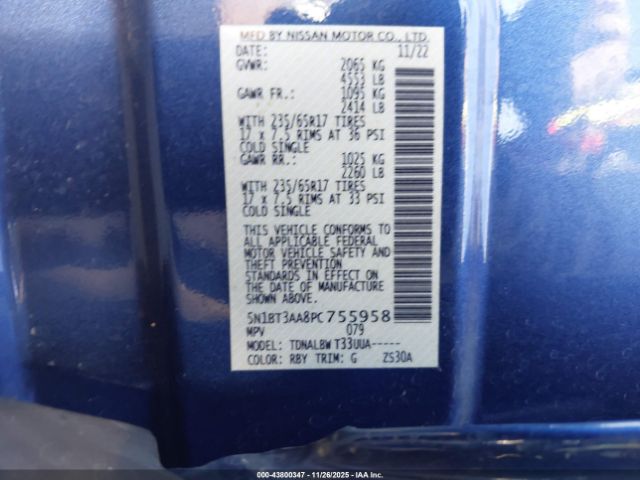 MFD BY NISSAN MOTOR CO., LTD.
DATE: 11/22
GVWR: 2065 KG
4553 LB
GAWR FR.: 1095 KG
2414 LB
WITH 235/65R17 TIRES
17 x 7.5 RIMS AT 36 PSI
COLD SINGLE
GAWR RR.: 1025 KG
2260 LB
WITH 235/65R17 TIRES
17 x 7.5 RIMS AT 33 PSI
COLD SINGLE
THIS VEHICLE CONFORMS TO
ALL APPLICABLE FEDERAL
MOTOR VEHICLE SAFETY AND
THEFT PREVENTION
STANDARDS IN EFFECT ON
THE DATE OF MANUFACTURE
SHOWN ABOVE.
5N1BT3AA8PC755958
MPV 079
MODEL: TDNALBW T33UUA-----
COLOR: RBY TRIM: G ZS30A
© IN-OPEN - 43800347 - 11/26/2025 - IAA Inc.